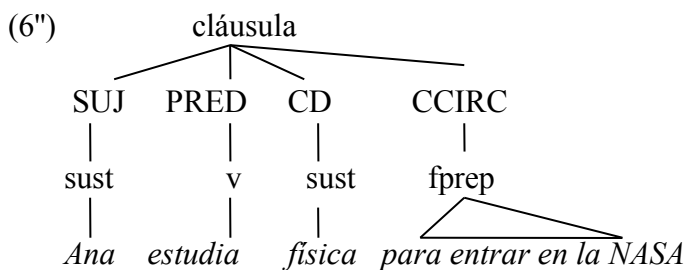 (6'') cláusula
SUJ PRED CD CCIRC
sust v sust fprep
Ana estudia física para entrar en la NASA